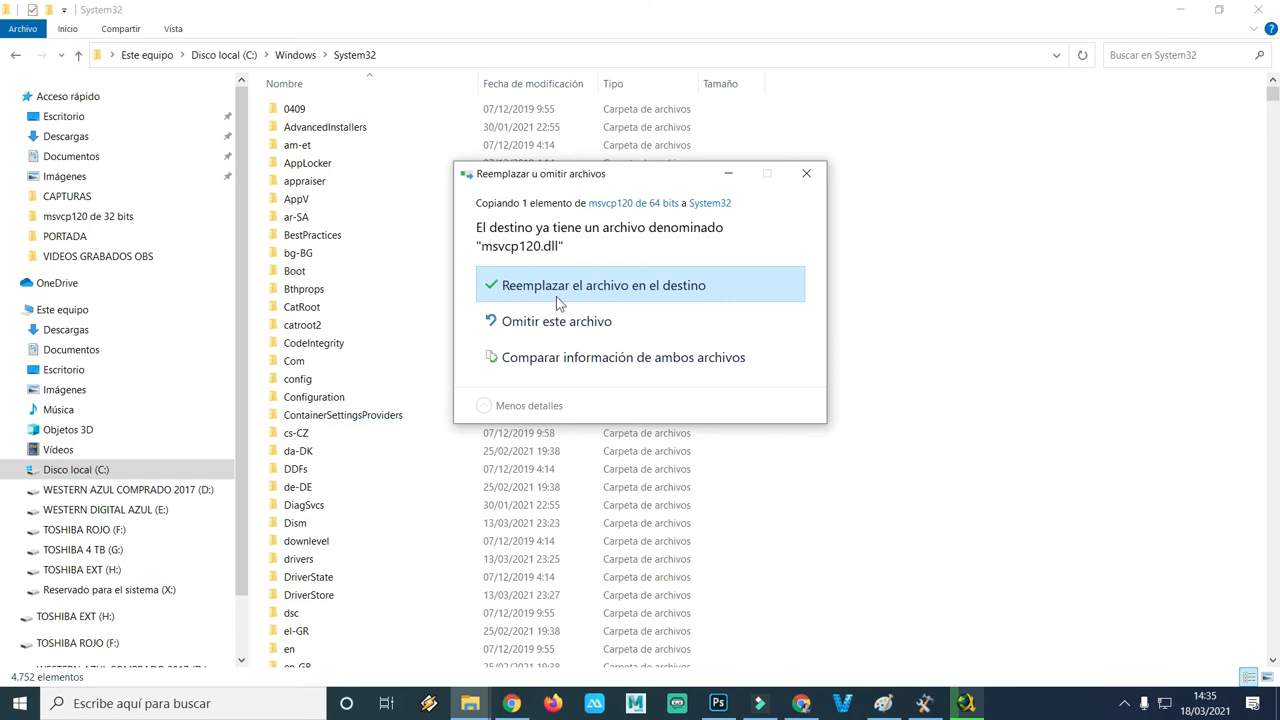 System32
Archivo Inicio Compartir Vista
Este equipo Disco local (C:) Windows System32
Buscar en System32
Nombre Fecha de modificación Tipo Tamaño
Acceso rápido
Escritorio
Descargas
Documentos
Imágenes
CAPTURAS
msvcp120 de 32 bits
PORTADA
VIDEOS GRABADOS OBS
OneDrive
Este equipo
Descargas
Documentos
Escritorio
Imágenes
Música
Objetos 3D
Vídeos
Disco local (C:)
WESTERN AZUL COMPRADO 2017 (D:)
WESTERN DIGITAL AZUL (E:)
TOSHIBA ROJO (F:)
TOSHIBA 4 TB (G:)
TOSHIBA EXT (H:)
Reservado para el sistema (X:)
TOSHIBA EXT (H:)
TOSHIBA ROJO (F:)
0409 07/12/2019 9:55 Carpeta de archivos
AdvancedInstallers 30/01/2021 22:55 Carpeta de archivos
am-et 07/12/2019 4:14 Carpeta de archivos
AppLocker
appraiser
AppV
ar-SA
BestPractices
bg-BG
Boot
Bthprops
CatRoot
catroot2
CodeIntegrity
Com
config
Configuration
ContainerSettingsProviders
cs-CZ 07/12/2019 9:58 Carpeta de archivos
da-DK 25/02/2021 19:38 Carpeta de archivos
DDFs 07/12/2019 4:14 Carpeta de archivos
de-DE 25/02/2021 19:38 Carpeta de archivos
DiagSvcs 30/01/2021 22:55 Carpeta de archivos
Dism 13/03/2021 23:23 Carpeta de archivos
downlevel 07/12/2019 4:14 Carpeta de archivos
drivers 13/03/2021 23:25 Carpeta de archivos
DriverState 07/12/2019 4:14 Carpeta de archivos
DriverStore 13/03/2021 23:27 Carpeta de archivos
dsc 07/12/2019 9:55 Carpeta de archivos
el-GR 25/02/2021 19:38 Carpeta de archivos
en 07/12/2019 9:55 Carpeta de archivos
en-GB 25/02/2021 19:38 Carpeta de archivos
Reemplazar u omitir archivos
Copiando 1 elemento de msvcp120 de 64 bits a System32
El destino ya tiene un archivo denominado
"msvcp120.dll"
Reemplazar el archivo en el destino
Omitir este archivo
Comparar información de ambos archivos
Menos detalles
4.752 elementos
Escribe aquí para buscar
Ps
14:35
18/03/2021